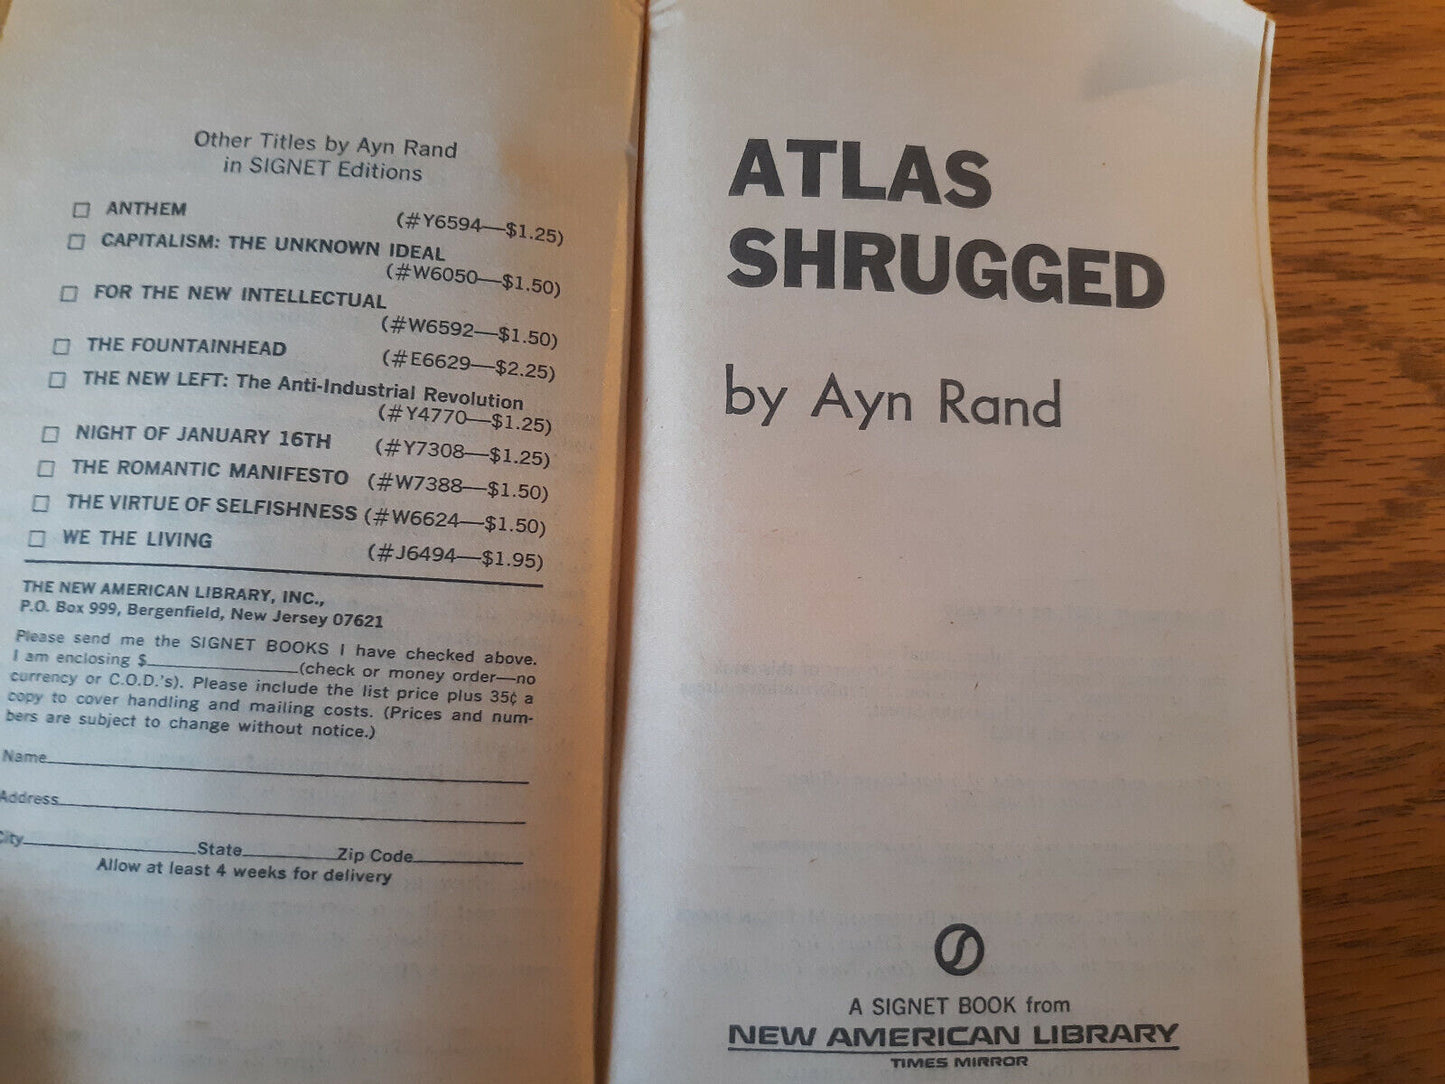 Other Titles by Ayn Rand
in SIGNET Editions
ANTHEM (#Y6594—$1.25)
CAPITALISM: THE UNKNOWN IDEAL
(#W6050—$1.50)
FOR THE NEW INTELLECTUAL
(#W6592—$1.50)
THE FOUNTAINHEAD (#E6629—$2.25)
THE NEW LEFT: The Anti-Industrial Revolution
(#Y4770—$1.25)
NIGHT OF JANUARY 16TH (#Y7308—$1.25)
THE ROMANTIC MANIFESTO (#W7388—$1.50)
THE VIRTUE OF SELFISHNESS (#W6624—$1.50)
WE THE LIVING (#J6494—$1.95)
THE NEW AMERICAN LIBRARY, INC.,
P.O. Box 999, Bergenfield, New Jersey 07621
Please send me the SIGNET BOOKS I have checked above.
I am enclosing $____________(check or money order—no
currency or C.O.D.'s). Please include the list price plus 35¢ a
copy to cover handling and mailing costs. (Prices and num-
bers are subject to change without notice.)
Name
Address
City State Zip Code
Allow at least 4 weeks for delivery
ATLAS
SHRUGGED
by Ayn Rand
A SIGNET BOOK from
NEW AMERICAN LIBRARY
TIMES MIRROR